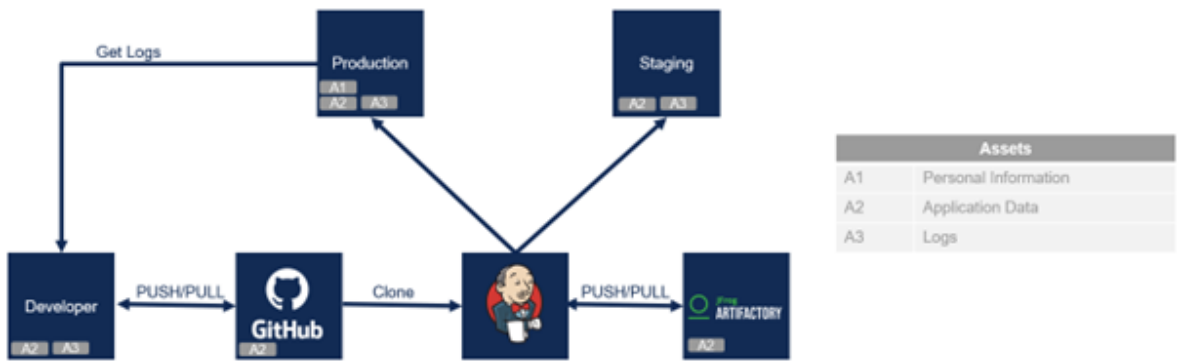 Get Logs
Production
A1
A2 A3
Staging
A2 A3
Assets
A1 Personal Information
A2 Application Data
A3 Logs
Developer
A2 A3
PUSH/PULL
GitHub
A2
Clone
PUSH/PULL
jFrog
ARTIFACTORY
A2